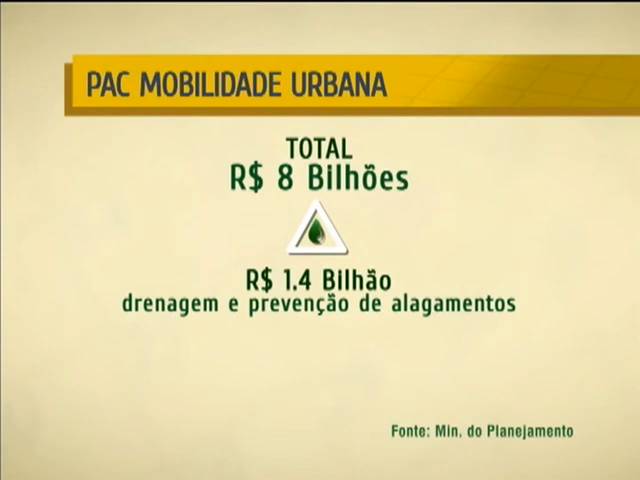 PAC MOBILIDADE URBANA
TOTAL
R$ 8 Bilhões
R$ 1.4 Bilhão
drenagem e prevenção de alagamentos
Fonte: Min. do Planejamento